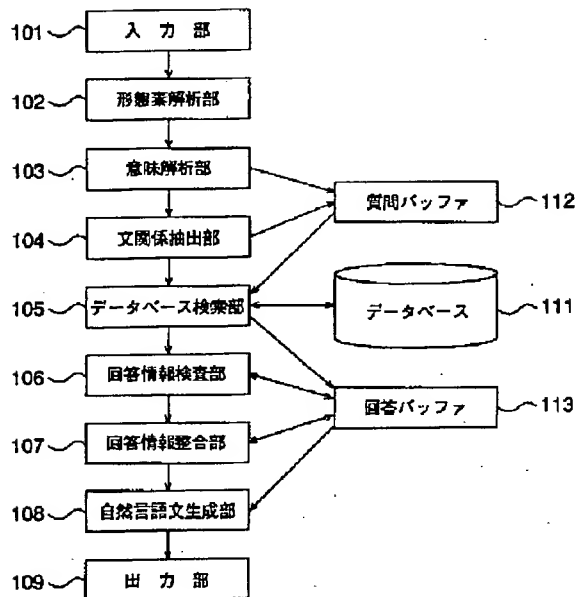 101 入力部
102 形態素解析部
103 意味解析部
質問バッファ 112
104 文関係抽出部
105 データベース検索部
データベース 111
106 回答情報検査部
回答バッファ 113
107 回答情報整合部
108 自然言語文生成部
109 出力部